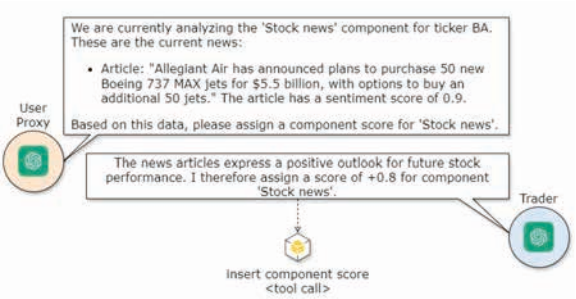 We are currently analyzing the 'Stock news' component for ticker BA.
These are the current news:
• Article: "Allegiant Air has announced plans to purchase 50 new
Boeing 737 MAX jets for $5.5 billion, with options to buy an
additional 50 jets." The article has a sentiment score of 0.9.
Based on this data, please assign a component score for 'Stock news'.
User
Proxy
The news articles express a positive outlook for future stock
performance. I therefore assign a score of +0.8 for component
'Stock news'.
Trader
Insert component score
<tool call>